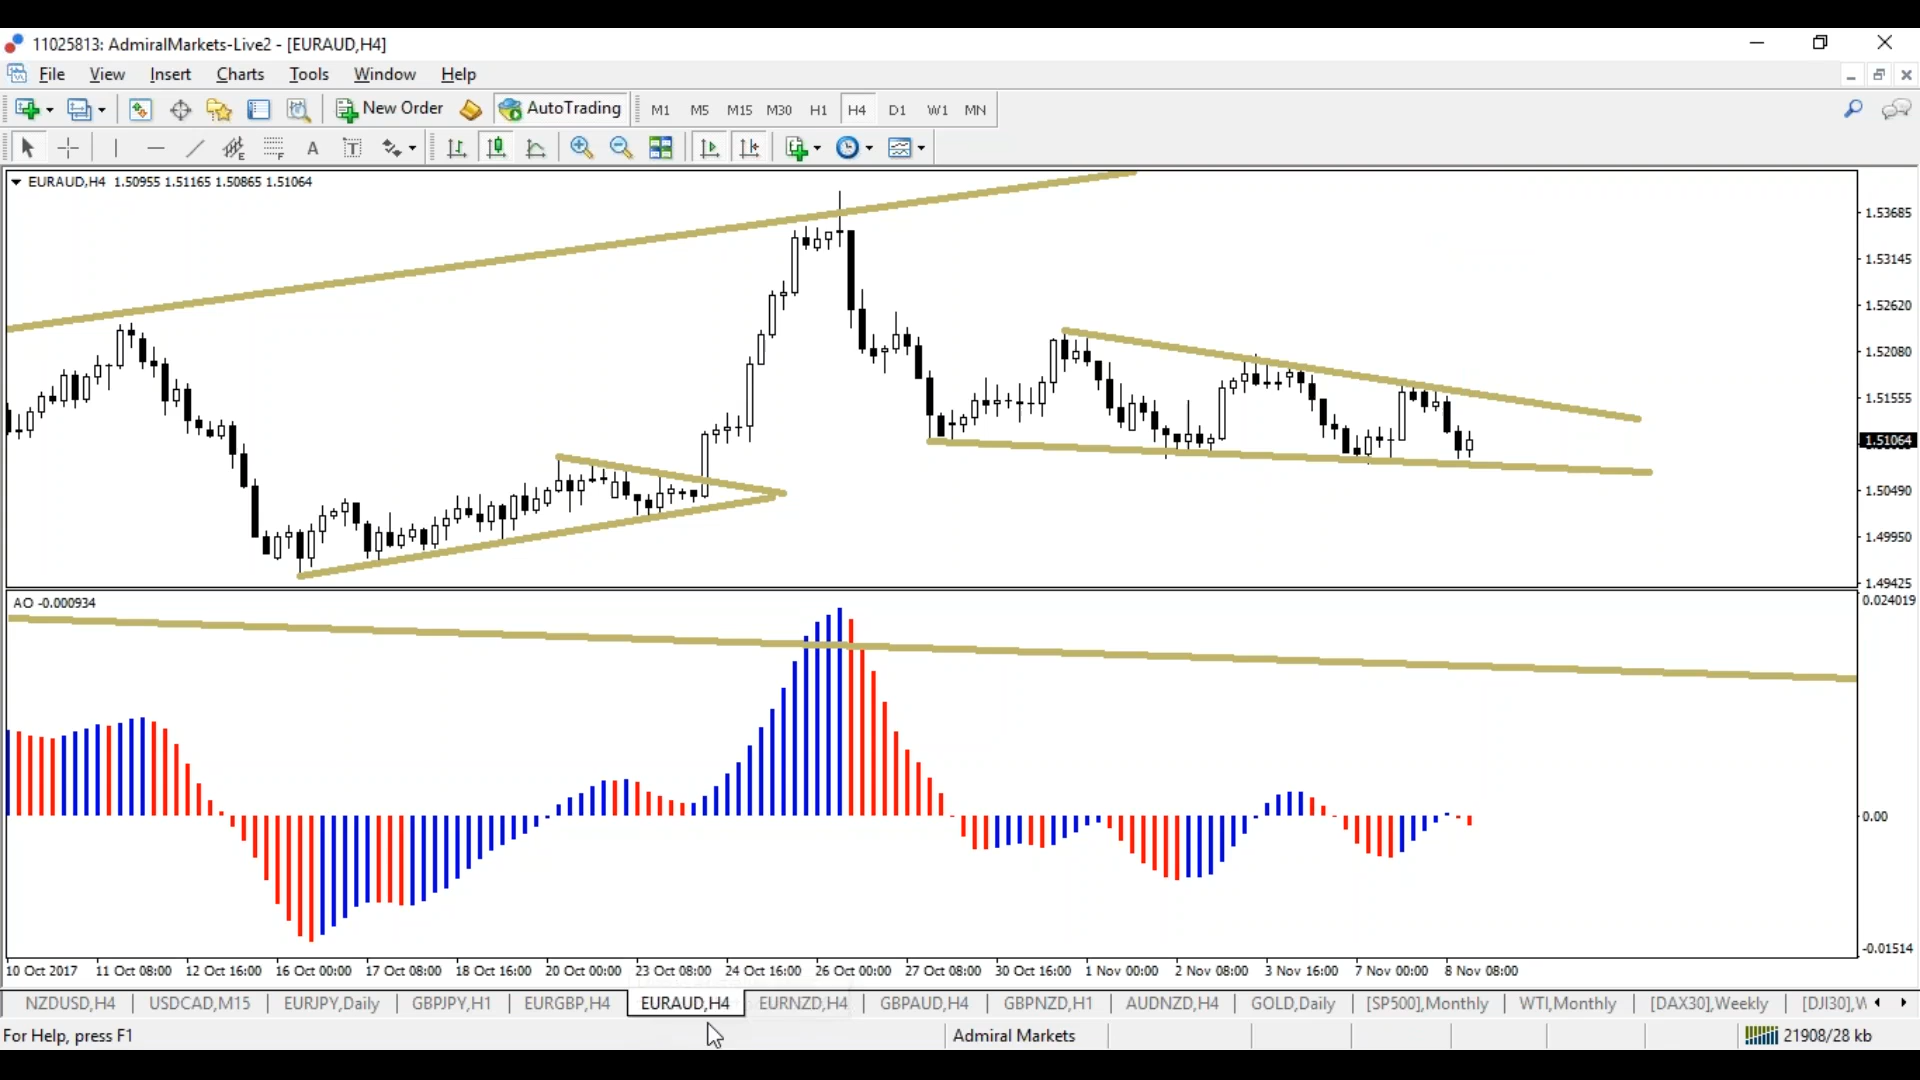 11025813: AdmiralMarkets-Live2 - [EURAUD,H4]
File View Insert Charts Tools Window Help
New Order AutoTrading M1 M5 M15 M30 H1 H4 D1 W1 MN
E F A T
EURAUD,H4 1.50955 1.51165 1.50865 1.51064
1.53685
1.53145
1.52620
1.52080
1.51555
1.51064
1.50490
1.49950
1.49425
AO -0.000934
0.024019
0.00
-0.01514
10 Oct 2017 11 Oct 08:00 12 Oct 16:00 16 Oct 00:00 17 Oct 08:00 18 Oct 16:00 20 Oct 00:00 23 Oct 08:00 24 Oct 16:00 26 Oct 00:00 27 Oct 08:00 30 Oct 16:00 1 Nov 00:00 2 Nov 08:00 3 Nov 16:00 7 Nov 00:00 8 Nov 08:00
NZDUSD,H4 USDCAD,M15 EURJPY,Daily GBPJPY,H1 EURGBP,H4 EURAUD,H4 EURNZD,H4 GBPAUD,H4 GBPNZD,H1 AUDNZD,H4 GOLD,Daily [SP500],Monthly WTI,Monthly [DAX30],Weekly [DJI30],W
For Help, press F1 Admiral Markets 21908/28 kb